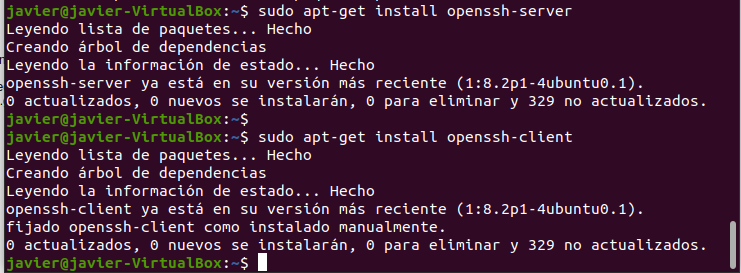 javier@javier-VirtualBox:~$ sudo apt-get install openssh-server
Leyendo lista de paquetes... Hecho
Creando árbol de dependencias
Leyendo la información de estado... Hecho
openssh-server ya está en su versión más reciente (1:8.2p1-4ubuntu0.1).
0 actualizados, 0 nuevos se instalarán, 0 para eliminar y 329 no actualizados.
javier@javier-VirtualBox:~$
javier@javier-VirtualBox:~$ sudo apt-get install openssh-client
Leyendo lista de paquetes... Hecho
Creando árbol de dependencias
Leyendo la información de estado... Hecho
openssh-client ya está en su versión más reciente (1:8.2p1-4ubuntu0.1).
fijado openssh-client como instalado manualmente.
0 actualizados, 0 nuevos se instalarán, 0 para eliminar y 329 no actualizados.
javier@javier-VirtualBox:~$